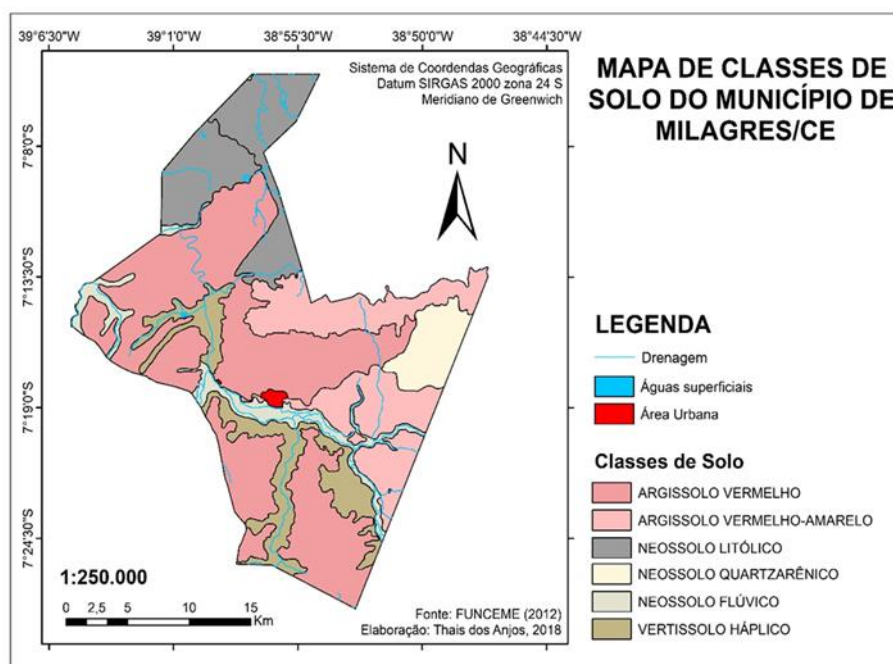 39°6'30"W
39°1'0"W
38°55'30"W
38°50'0"W
38°44'30"W
Sistema de Coordendas Geográficas
Datum SIRGAS 2000 zona 24 S
Meridiano de Greenwich
MAPA DE CLASSES DE
SOLO DO MUNICÍPIO DE
MILAGRES/CE
N
7°8'0"S
7°13'30"S
7°19'0"S
7°24'30"S
LEGENDA
Drenagem
Águas superficiais
Área Urbana
Classes de Solo
ARGISSOLO VERMELHO
ARGISSOLO VERMELHO-AMARELO
NEOSSOLO LITÓLICO
NEOSSOLO QUARTZARÊNICO
NEOSSOLO FLÚVICO
VERTISSOLO HÁPLICO
1:250.000
0 2,5 5 10 15
Km
Fonte: FUNCEME (2012)
Elaboração: Thais dos Anjos, 2018